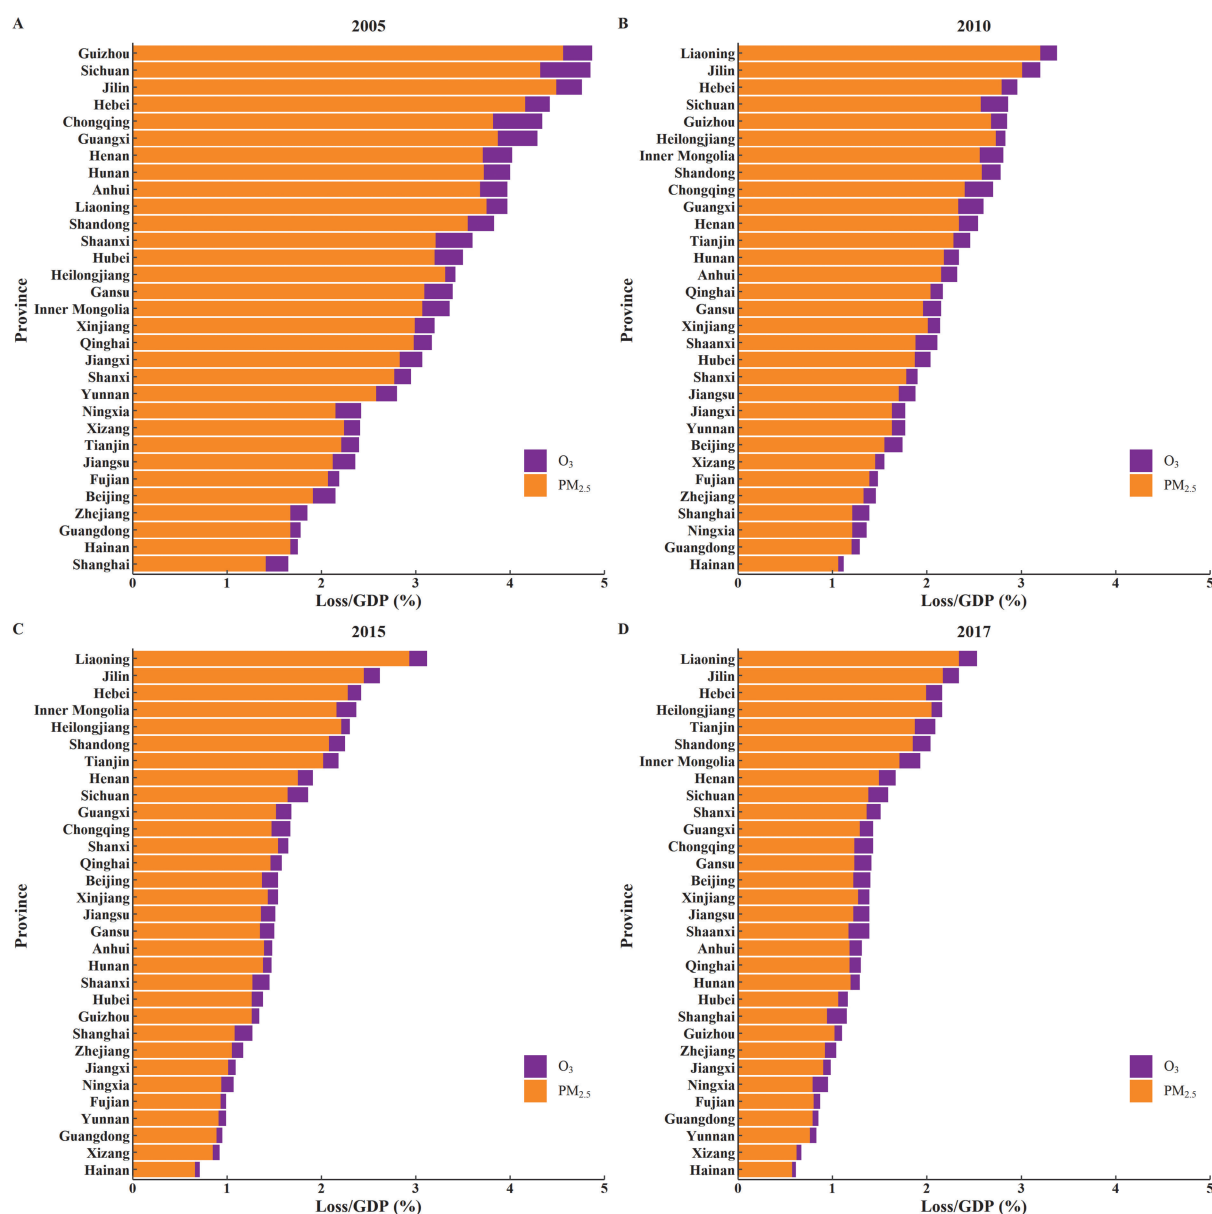 A
2005
Province
Guizhou
Sichuan
Jilin
Hebei
Chongqing
Guangxi
Henan
Hunan
Anhui
Liaoning
Shandong
Shaanxi
Hubei
Heilongjiang
Gansu
Inner Mongolia
Xinjiang
Qinghai
Jiangxi
Shanxi
Yunnan
Ningxia
Xizang
Tianjin
Jiangsu
Fujian
Beijing
Zhejiang
Guangdong
Hainan
Shanghai
O₃
PM₂.₅
0 1 2 3 4 5
Loss/GDP (%)
B
2010
Province
Liaoning
Jilin
Hebei
Sichuan
Guizhou
Heilongjiang
Inner Mongolia
Shandong
Chongqing
Guangxi
Henan
Tianjin
Hunan
Anhui
Qinghai
Gansu
Xinjiang
Shaanxi
Hubei
Shanxi
Jiangsu
Jiangxi
Yunnan
Beijing
Xizang
Fujian
Zhejiang
Shanghai
Ningxia
Guangdong
Hainan
O₃
PM₂.₅
0 1 2 3 4 5
Loss/GDP (%)
C
2015
Province
Liaoning
Jilin
Hebei
Inner Mongolia
Heilongjiang
Shandong
Tianjin
Henan
Sichuan
Guangxi
Chongqing
Shanxi
Qinghai
Beijing
Xinjiang
Jiangsu
Gansu
Anhui
Hunan
Shaanxi
Hubei
Guizhou
Shanghai
Zhejiang
Jiangxi
Ningxia
Fujian
Yunnan
Guangdong
Xizang
Hainan
O₃
PM₂.₅
0 1 2 3 4 5
Loss/GDP (%)
D
2017
Province
Liaoning
Jilin
Hebei
Heilongjiang
Tianjin
Shandong
Inner Mongolia
Henan
Sichuan
Shanxi
Guangxi
Chongqing
Gansu
Beijing
Xinjiang
Jiangsu
Shaanxi
Anhui
Qinghai
Hunan
Hubei
Shanghai
Guizhou
Zhejiang
Jiangxi
Ningxia
Fujian
Guangdong
Yunnan
Xizang
Hainan
O₃
PM₂.₅
0 1 2 3 4 5
Loss/GDP (%)